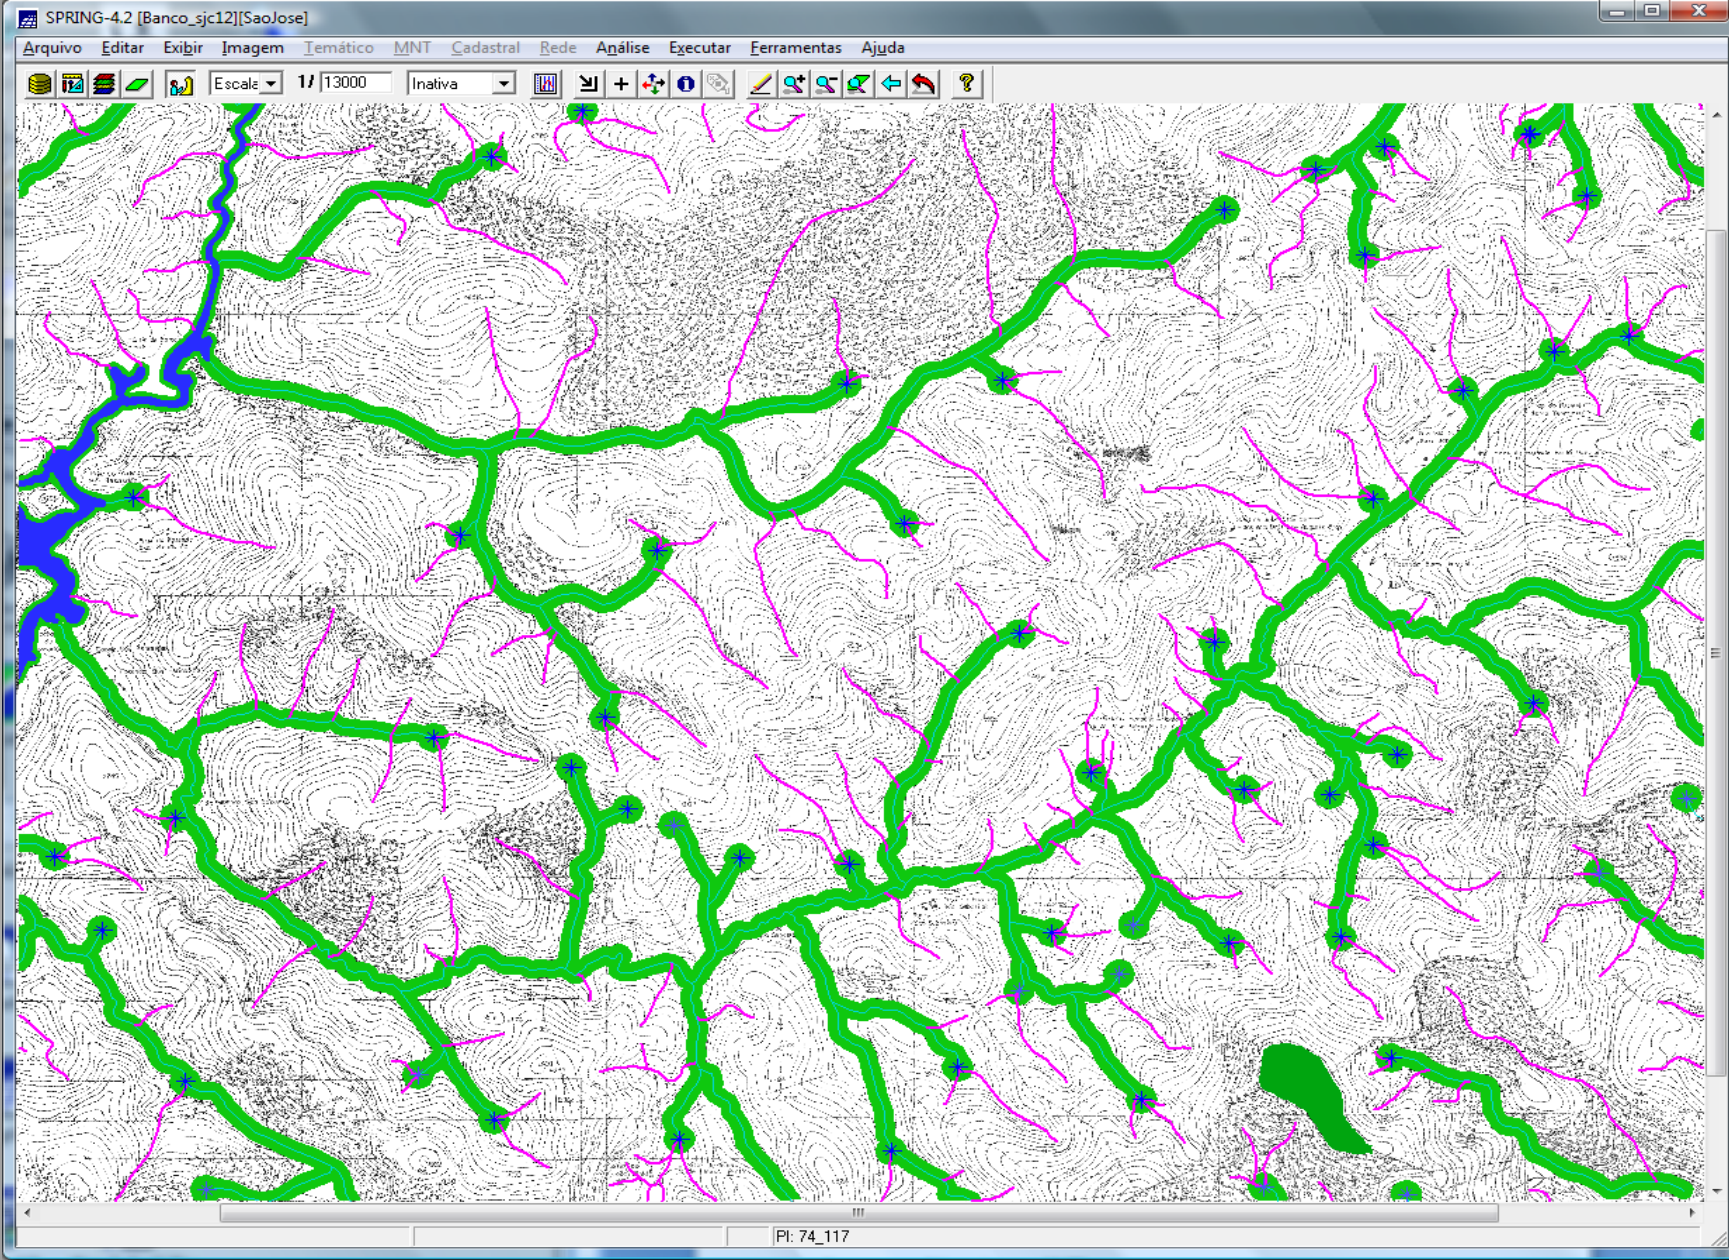 SPRING-4.2 [Banco_sjc12][SaoJose]
Arquivo Editar Exibir Imagem Temático MNT Cadastral Rede Análise Executar Ferramentas Ajuda
Escala 1/ 13000 Inativa
PI: 74_117